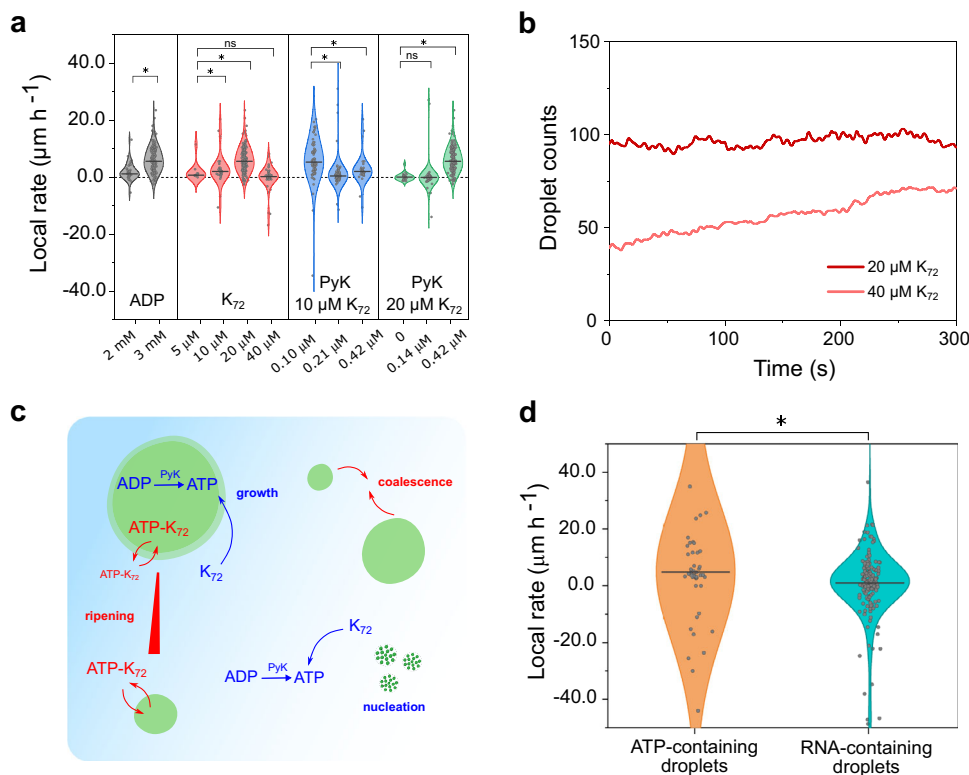 a
Local rate (µm h⁻¹)
40.0
20.0
0.0
-20.0
-40.0
*
ns
*
*
*
*
*
ns
ADP
K₇₂
PyK
10 µM K₇₂
PyK
20 µM K₇₂
2 mM
3 mM
5 µM
10 µM
20 µM
40 µM
0.10 µM
0.21 µM
0.42 µM
0
0.14 µM
0.42 µM
b
Droplet counts
150
100
50
0
20 µM K₇₂
40 µM K₇₂
0
100
200
300
Time (s)
c
ADP PyK ATP
growth
ATP-K₇₂
ATP-K₇₂
K₇₂
ripening
ATP-K₇₂
coalescence
K₇₂
ADP PyK ATP
nucleation
d
*
Local rate (µm h⁻¹)
40.0
20.0
0.0
-20.0
-40.0
ATP-containing
droplets
RNA-containing
droplets